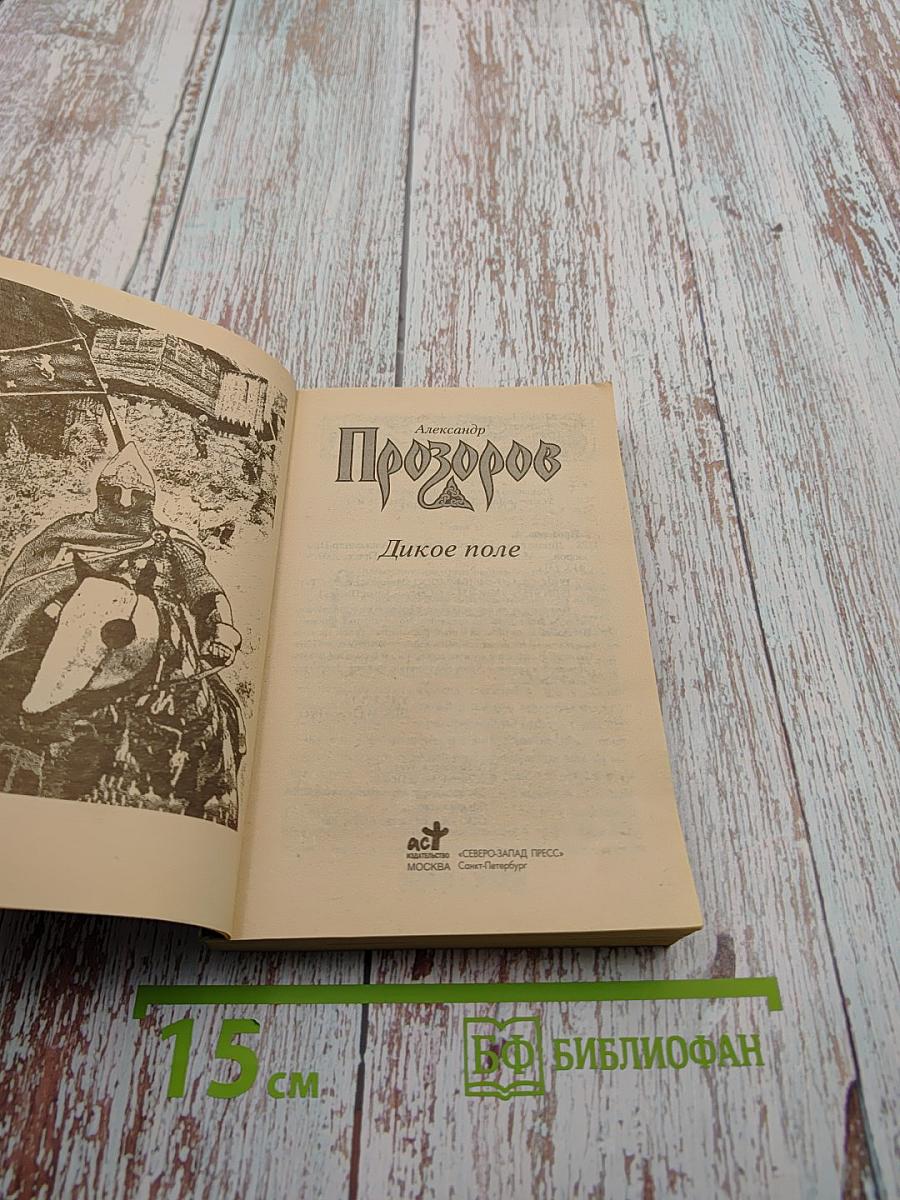 Александр
Прозоров
Дикое поле
аст
ИЗДАТЕЛЬСТВО
МОСКВА
«СЕВЕРО-ЗАПАД ПРЕСС»
Санкт-Петербург
15 см
БФ БИБЛИОФАН